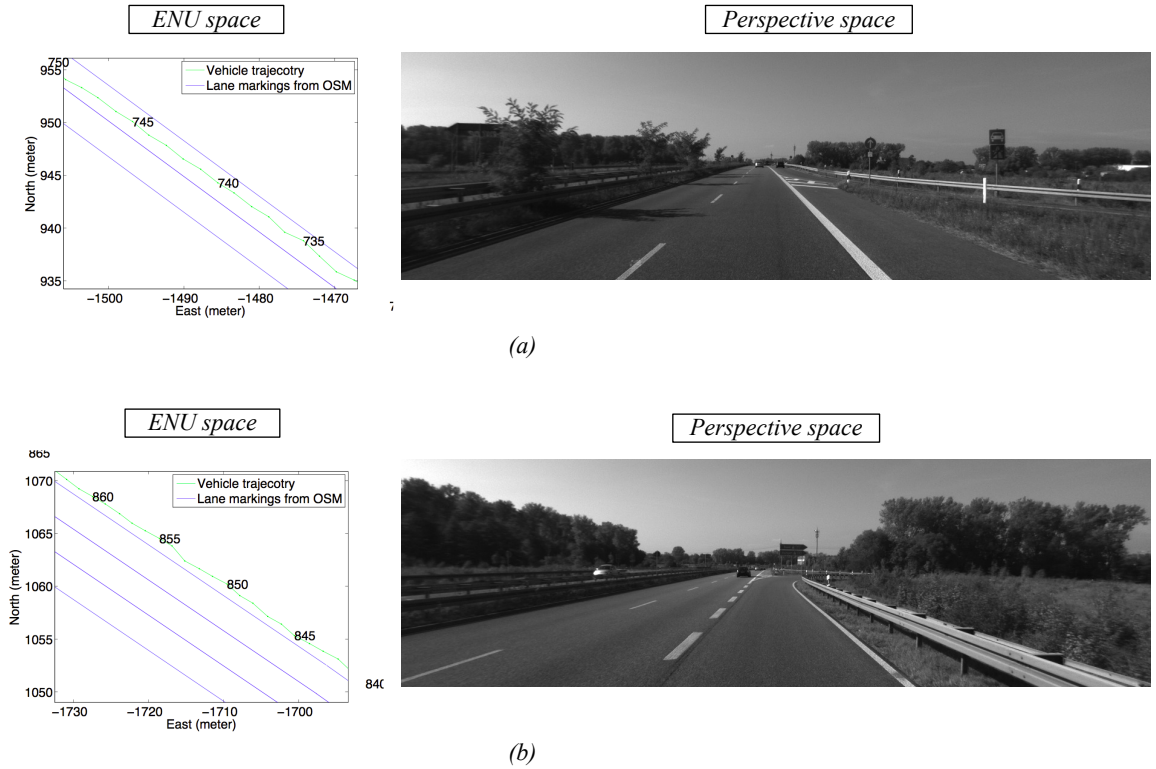 ENU space
Perspective space
Vehicle trajecotry
Lane markings from OSM
750
745
740
735
955
950
945
940
935
North (meter)
−1500
−1490
−1480
−1470
East (meter)
(a)
ENU space
Perspective space
865
Vehicle trajecotry
Lane markings from OSM
860
855
850
845
840
1070
1065
1060
1055
1050
North (meter)
−1730
−1720
−1710
−1700
East (meter)
(b)